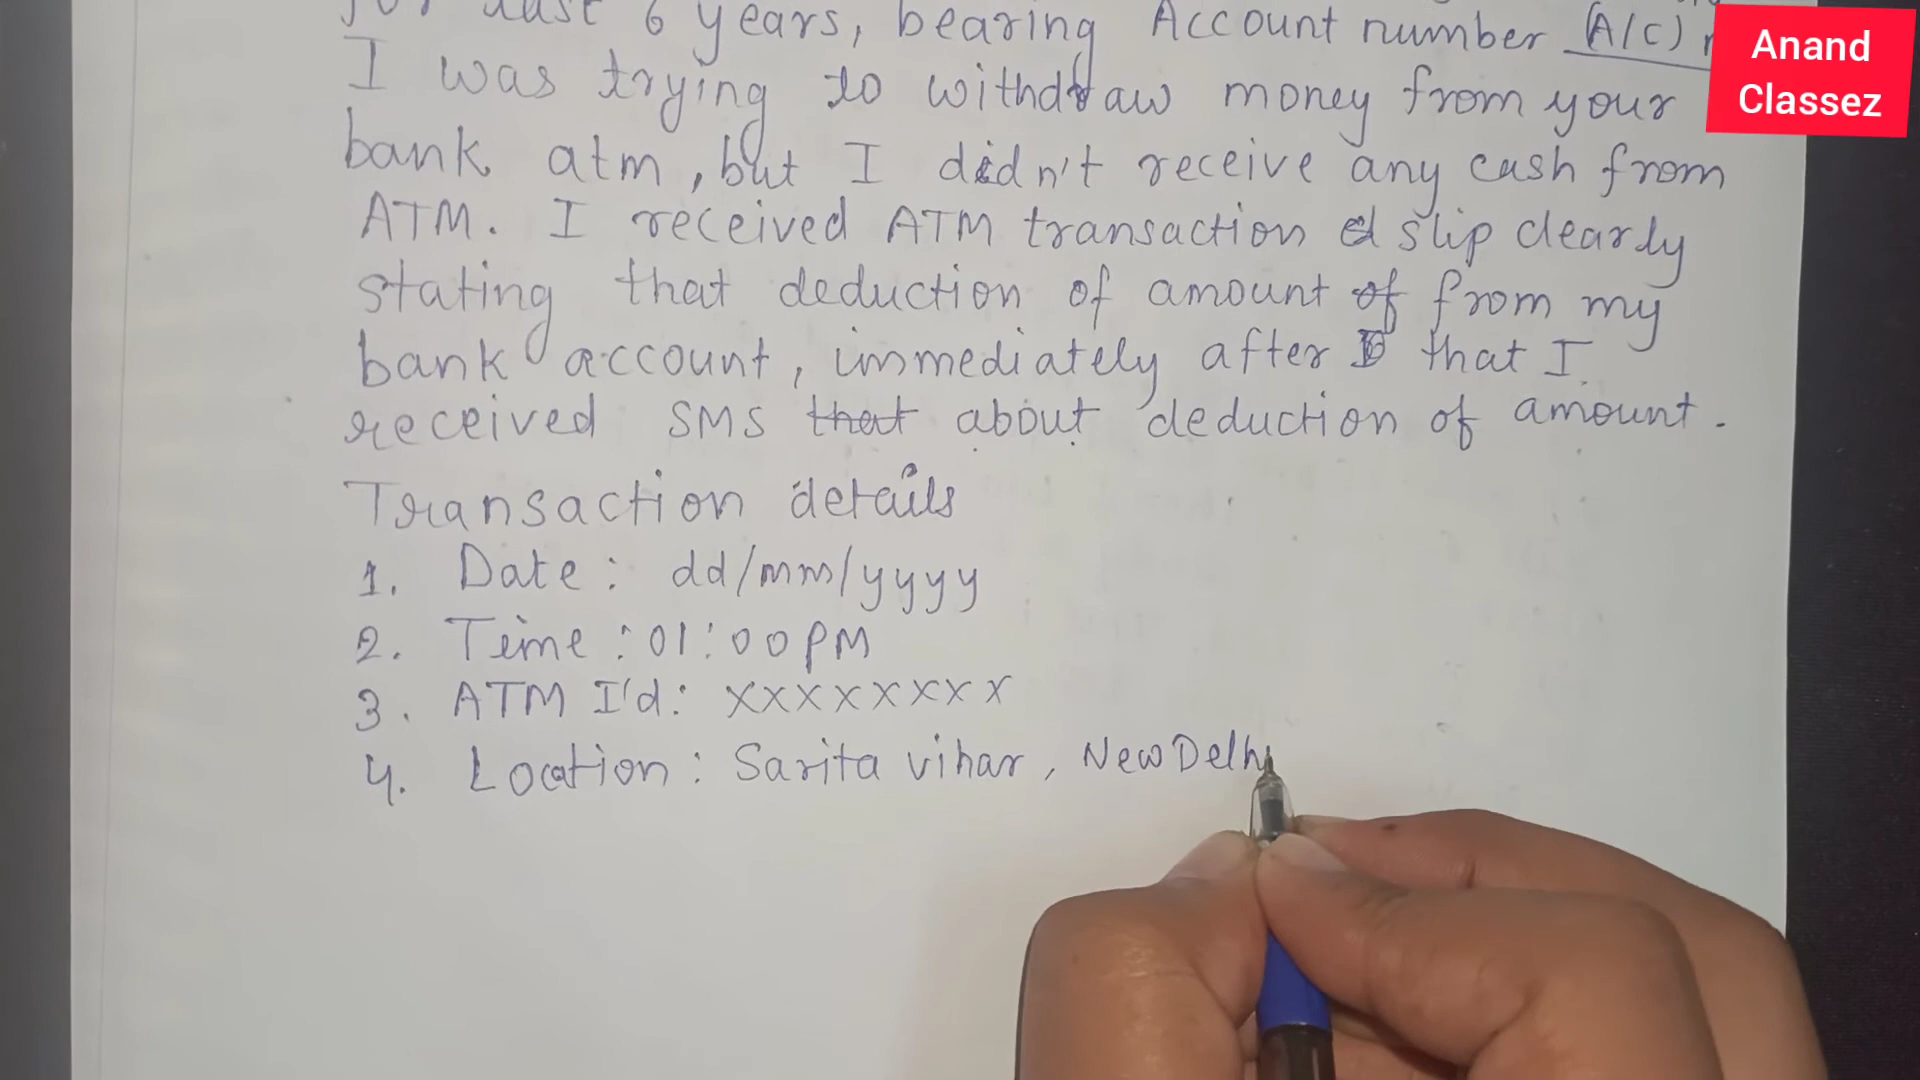 for last 6 years, bearing Account number (A/C)
I was trying to withdraw money from your
bank atm, but I didn't receive any cash from
ATM. I received ATM transaction slip clearly
stating that deduction of amount of from my
bank account, immediately after that I
received SMS that about deduction of amount.
Transaction details
1. Date: dd/mm/yyyy
2. Time: 01:00PM
3. ATM I'd: XXXXXXXX
4. Location: Sarita vihar, New Delh
Anand
Classez